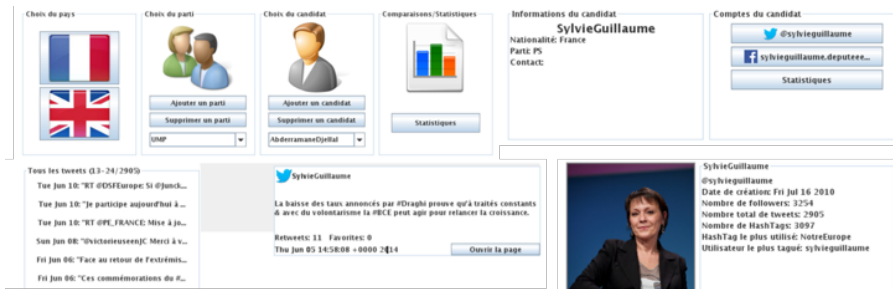 Choix du pays
Choix du parti
Ajouter un parti
Supprimer un parti
UMP
Choix du candidat
Ajouter un candidat
Supprimer un candidat
AbderramaneDjellal
Comparaisons/Statistiques
Statistiques
Informations du candidat
SylvieGuillaume
Nationalité: France
Parti: PS
Contact:
Comptes du candidat
@sylvieguillaume
sylvieguillaume.deputeee...
Statistiques
Tous les tweets (13-24/2905)
Tue Jun 10: "RT @DSFEurope: Si @Junck...
Tue Jun 10: "Je participe aujourd'hui à ...
Tue Jun 10: "RT @PE_FRANCE: Mise à jo...
Sun Jun 08: "@victorieuseenJC Merci à v...
Fri Jun 06: "Face au retour de l'extrémis...
Fri Jun 06: "Ces commémorations du #...
SylvieGuillaume
La baisse des taux annoncés par #Draghi prouve qu'à traités constants
& avec du volontarisme la #BCE peut agir pour relancer la croissance.
Retweets: 11 Favorites: 0
Thu Jun 05 14:58:08 +0000 2014
Ouvrir la page
SylvieGuillaume
@sylvieguillaume
Date de création: Fri Jul 16 2010
Nombre de followers: 3254
Nombre total de tweets: 2905
Nombre de HashTags: 3097
HashTag le plus utilisé: NotreEurope
Utilisateur le plus tagué: sylvieguillaume